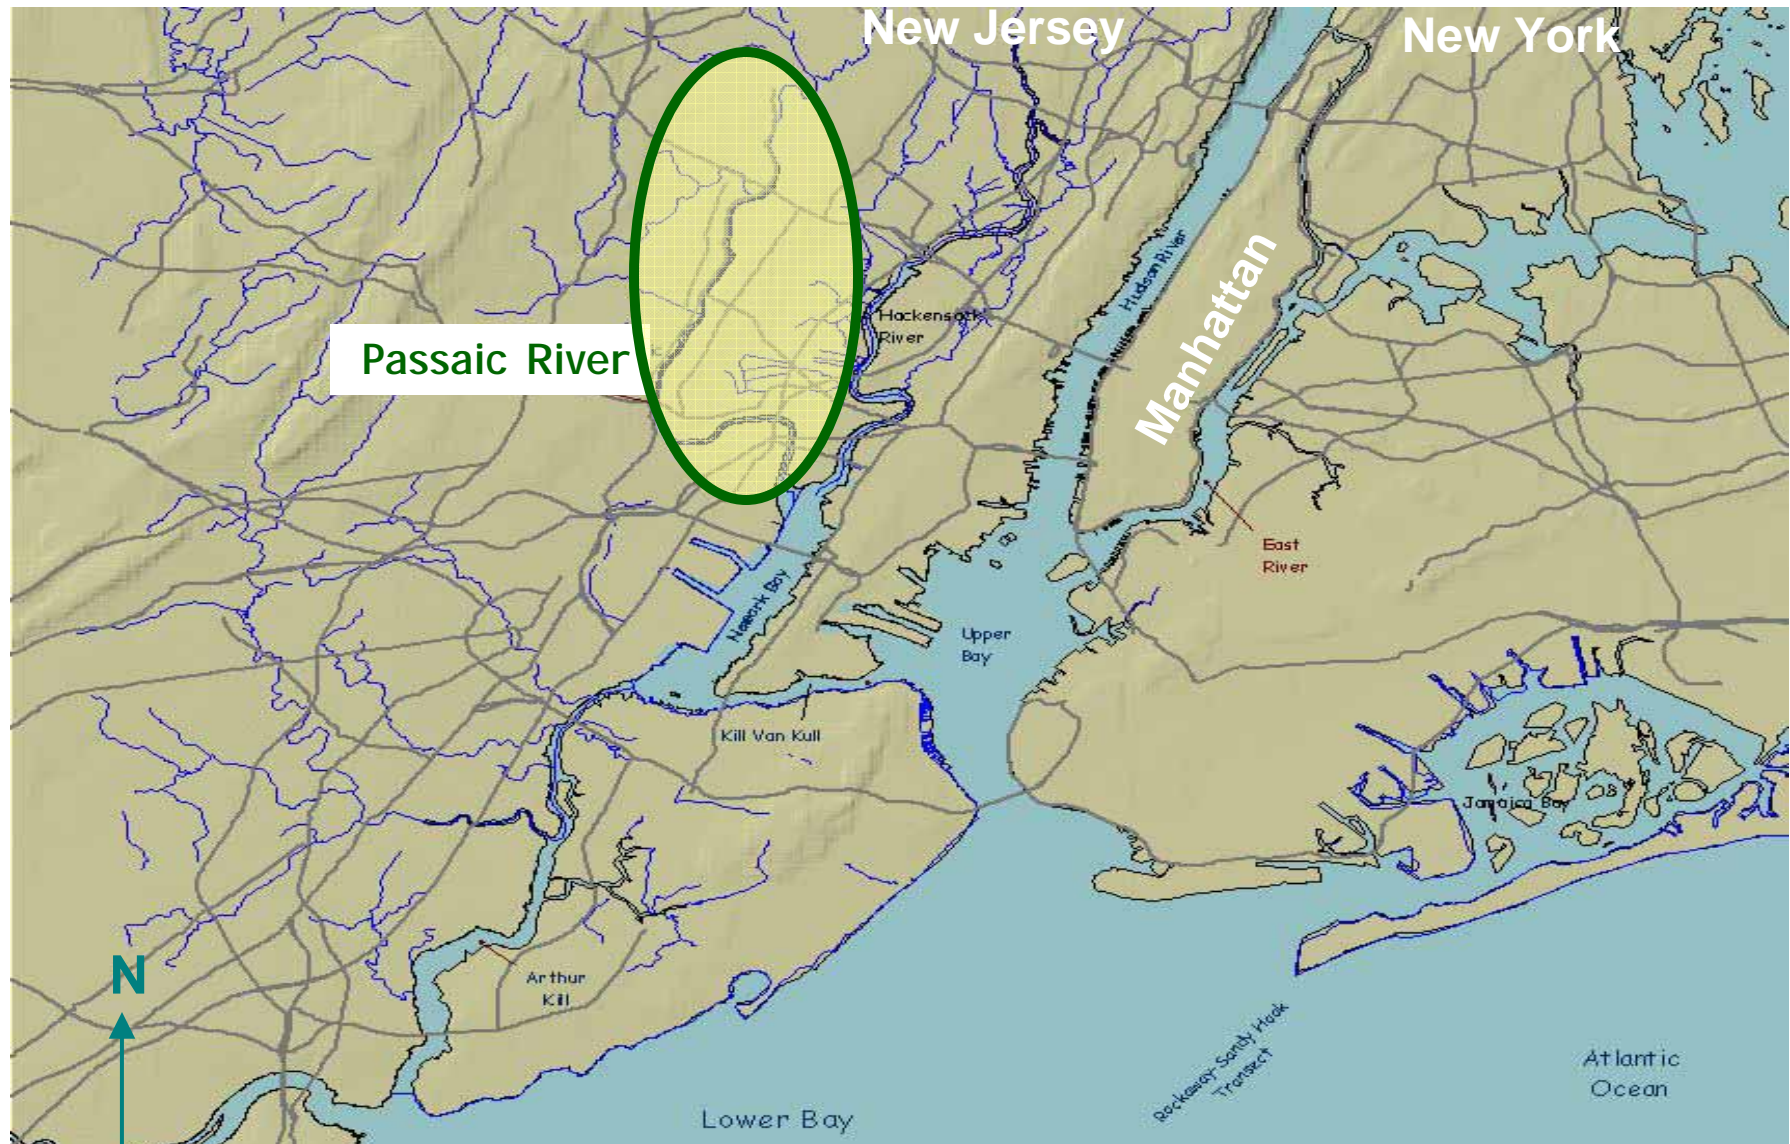 New Jersey
New York
Hudson River
Manhattan
Hackensack
River
Passaic River
East
River
Newark Bay
Upper
Bay
Kill Van Kull
Jamaica Bay
N
Arthur
Kill
Rockaway-Sandy Hook
Transect
Atlantic
Ocean
Lower Bay